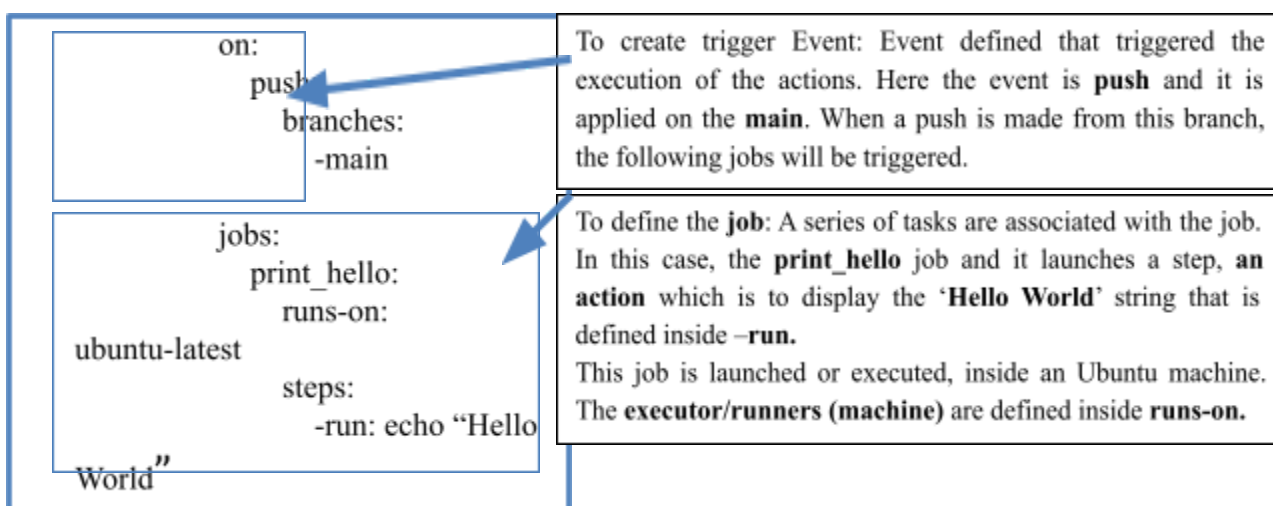 on:
push
branches:
-main
To create trigger Event: Event defined that triggered the
execution of the actions. Here the event is push and it is
applied on the main. When a push is made from this branch,
the following jobs will be triggered.
jobs:
print_hello:
runs-on:
ubuntu-latest
steps:
-run: echo “Hello
World”
To define the job: A series of tasks are associated with the job.
In this case, the print_hello job and it launches a step, an
action which is to display the ‘Hello World’ string that is
defined inside –run.
This job is launched or executed, inside an Ubuntu machine.
The executor/runners (machine) are defined inside runs-on.